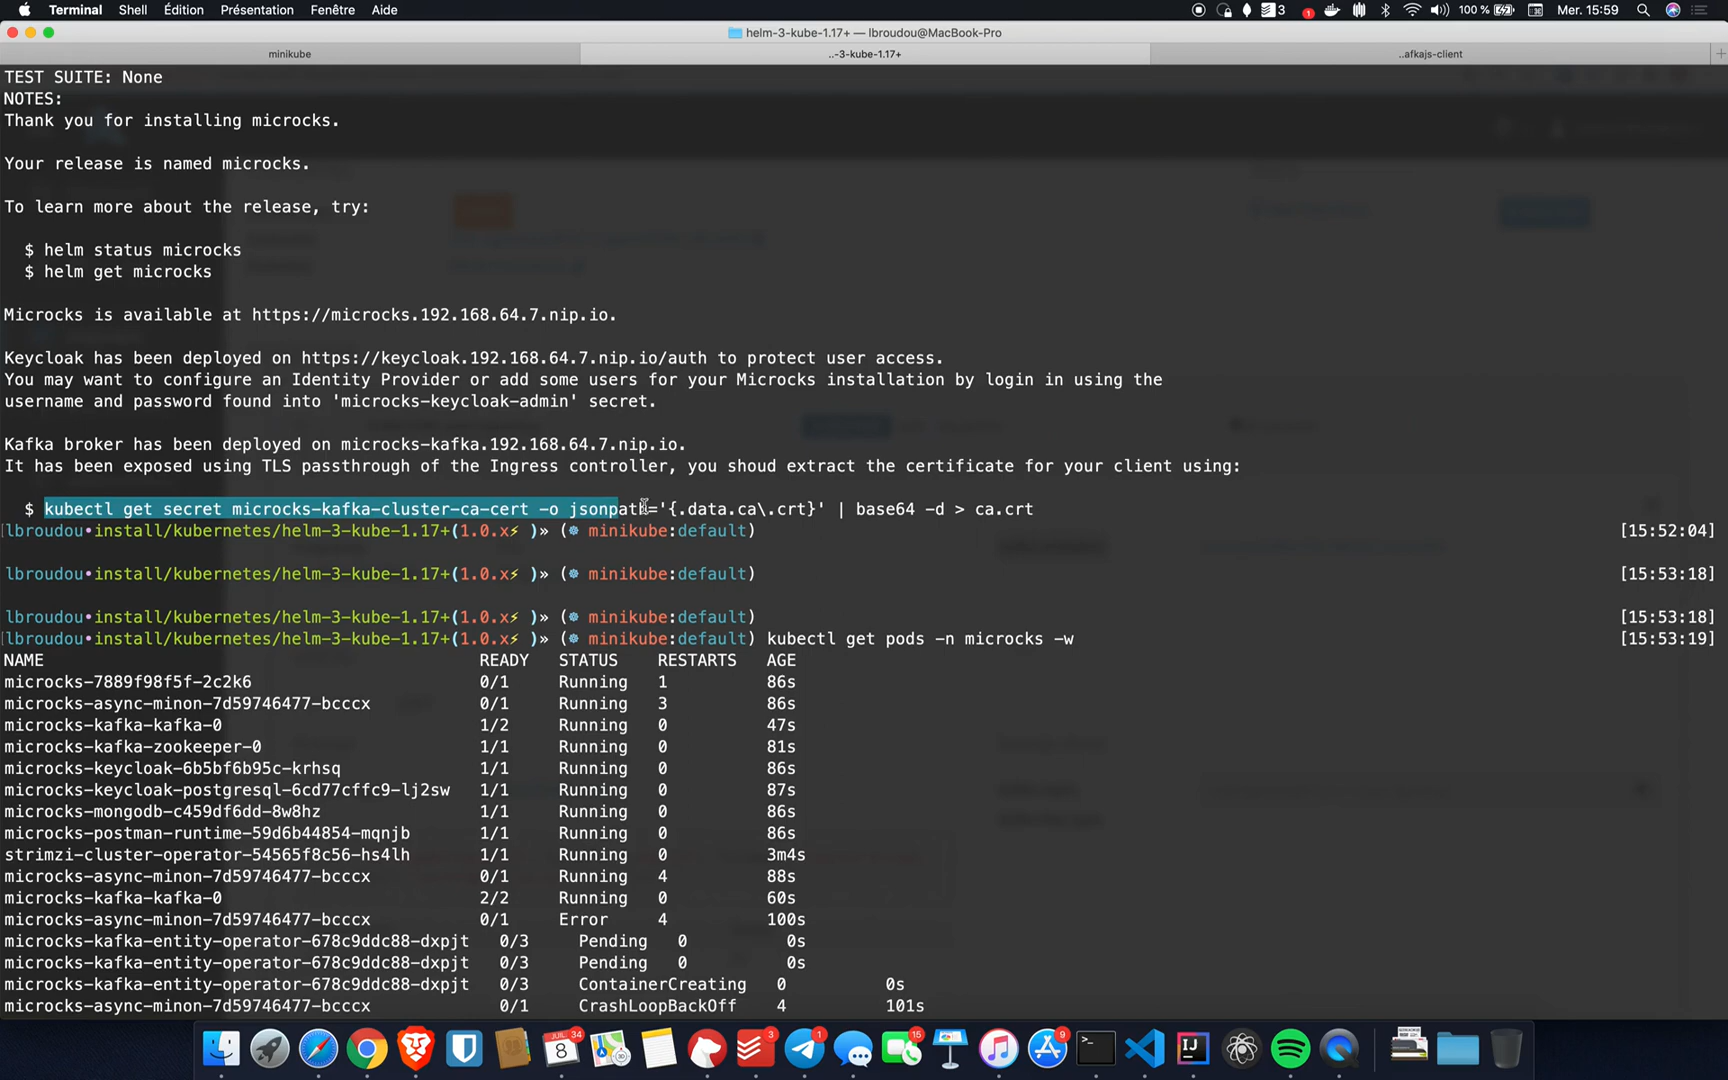 Terminal Shell Édition Présentation Fenêtre Aide 3 1 100 % Mer. 15:59
helm-3-kube-1.17+ — lbroudou@MacBook-Pro
minikube ..-3-kube-1.17+ ..afkajs-client +
TEST SUITE: None
NOTES:
Thank you for installing microcks.
Your release is named microcks.
To learn more about the release, try:
$ helm status microcks
$ helm get microcks
Microcks is available at https://microcks.192.168.64.7.nip.io.
Keycloak has been deployed on https://keycloak.192.168.64.7.nip.io/auth to protect user access.
You may want to configure an Identity Provider or add some users for your Microcks installation by login in using the
username and password found into 'microcks-keycloak-admin' secret.
Kafka broker has been deployed on microcks-kafka.192.168.64.7.nip.io.
It has been exposed using TLS passthrough of the Ingress controller, you shoud extract the certificate for your client using:
$ kubectl get secret microcks-kafka-cluster-ca-cert -o jsonpath='{.data.ca\.crt}' | base64 -d > ca.crt
[lbroudou•install/kubernetes/helm-3-kube-1.17+(1.0.x⚡ )» (⎈ minikube:default) [15:52:04]
lbroudou•install/kubernetes/helm-3-kube-1.17+(1.0.x⚡ )» (⎈ minikube:default) [15:53:18]
lbroudou•install/kubernetes/helm-3-kube-1.17+(1.0.x⚡ )» (⎈ minikube:default) [15:53:18]
[lbroudou•install/kubernetes/helm-3-kube-1.17+(1.0.x⚡ )» (⎈ minikube:default) kubectl get pods -n microcks -w [15:53:19]
NAME READY STATUS RESTARTS AGE
microcks-7889f98f5f-2c2k6 0/1 Running 1 86s
microcks-async-minon-7d59746477-bcccx 0/1 Running 3 86s
microcks-kafka-kafka-0 1/2 Running 0 47s
microcks-kafka-zookeeper-0 1/1 Running 0 81s
microcks-keycloak-6b5bf6b95c-krhsq 1/1 Running 0 86s
microcks-keycloak-postgresql-6cd77cffc9-lj2sw 1/1 Running 0 87s
microcks-mongodb-c459df6dd-8w8hz 1/1 Running 0 86s
microcks-postman-runtime-59d6b44854-mqnjb 1/1 Running 0 86s
strimzi-cluster-operator-54565f8c56-hs4lh 1/1 Running 0 3m4s
microcks-async-minon-7d59746477-bcccx 0/1 Running 4 88s
microcks-kafka-kafka-0 2/2 Running 0 60s
microcks-async-minon-7d59746477-bcccx 0/1 Error 4 100s
microcks-kafka-entity-operator-678c9ddc88-dxpjt 0/3 Pending 0 0s
microcks-kafka-entity-operator-678c9ddc88-dxpjt 0/3 Pending 0 0s
microcks-kafka-entity-operator-678c9ddc88-dxpjt 0/3 ContainerCreating 0 0s
microcks-async-minon-7d59746477-bcccx 0/1 CrashLoopBackOff 4 101s
JUIL. 8 34 3 1 15 9 >_ IJ